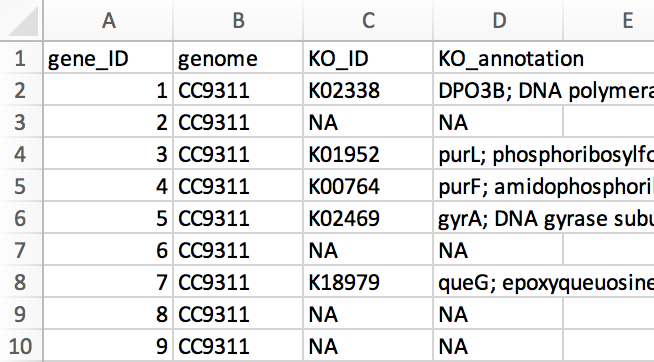 A B C D E
1 gene_ID genome KO_ID KO_annotation
2 1 CC9311 K02338 DPO3B; DNA polymera
3 2 CC9311 NA NA
4 3 CC9311 K01952 purL; phosphoribosylfo
5 4 CC9311 K00764 purF; amidophosphori
6 5 CC9311 K02469 gyrA; DNA gyrase subu
7 6 CC9311 NA NA
8 7 CC9311 K18979 queG; epoxyqueuosine
9 8 CC9311 NA NA
10 9 CC9311 NA NA